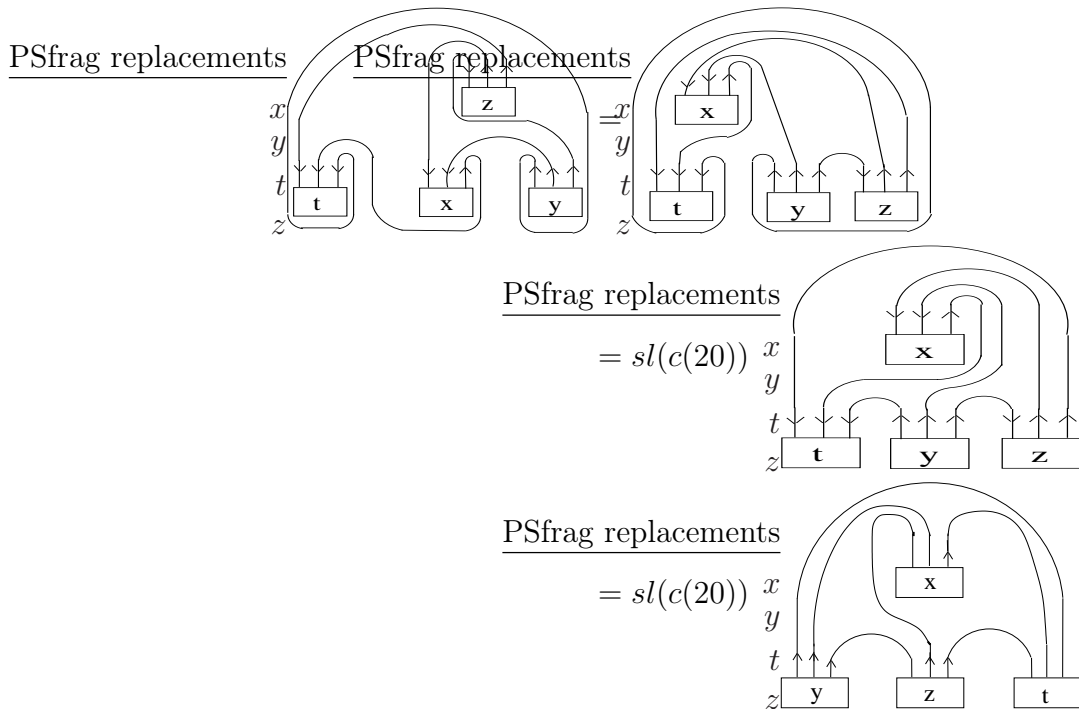 PSfrag replacements PSfrag replacements
z x
x = x
y y
t t
t x y t y z
z z
PSfrag replacements
x
= sl(c(20)) x
y
t
t y z
z
PSfrag replacements
x
= sl(c(20)) x
y
t
y z t
z